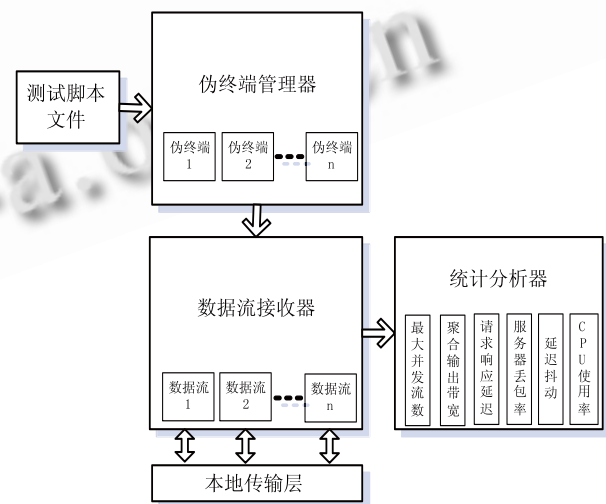 测试脚本
文件
伪终端管理器
伪终端
1
伪终端
2
伪终端
n
数据流接收器
数据流
1
数据流
2
数据流
n
统计分析器
最大并发流数
聚合输出带宽
请求响应延迟
服务器丢包率
延迟抖动
CPU使用率
本地传输层